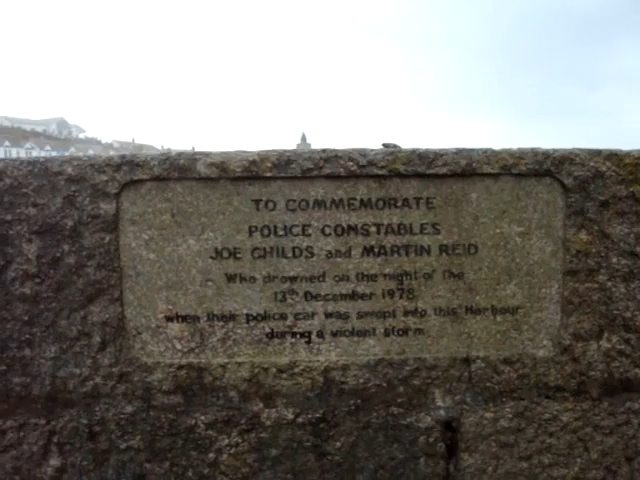 TO COMMEMORATE
POLICE CONSTABLES
JOE CHILDS and MARTIN REID
Who drowned on the night of the
13th December 1978
when their police car was swept into this Harbour
during a violent storm